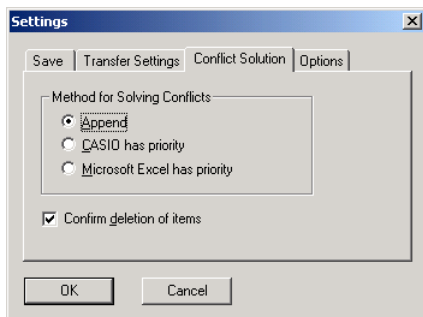 Settings
Save Transfer Settings Conflict Solution Options
Method for Solving Conflicts
Append
CASIO has priority
Microsoft Excel has priority
Confirm deletion of items
OK Cancel